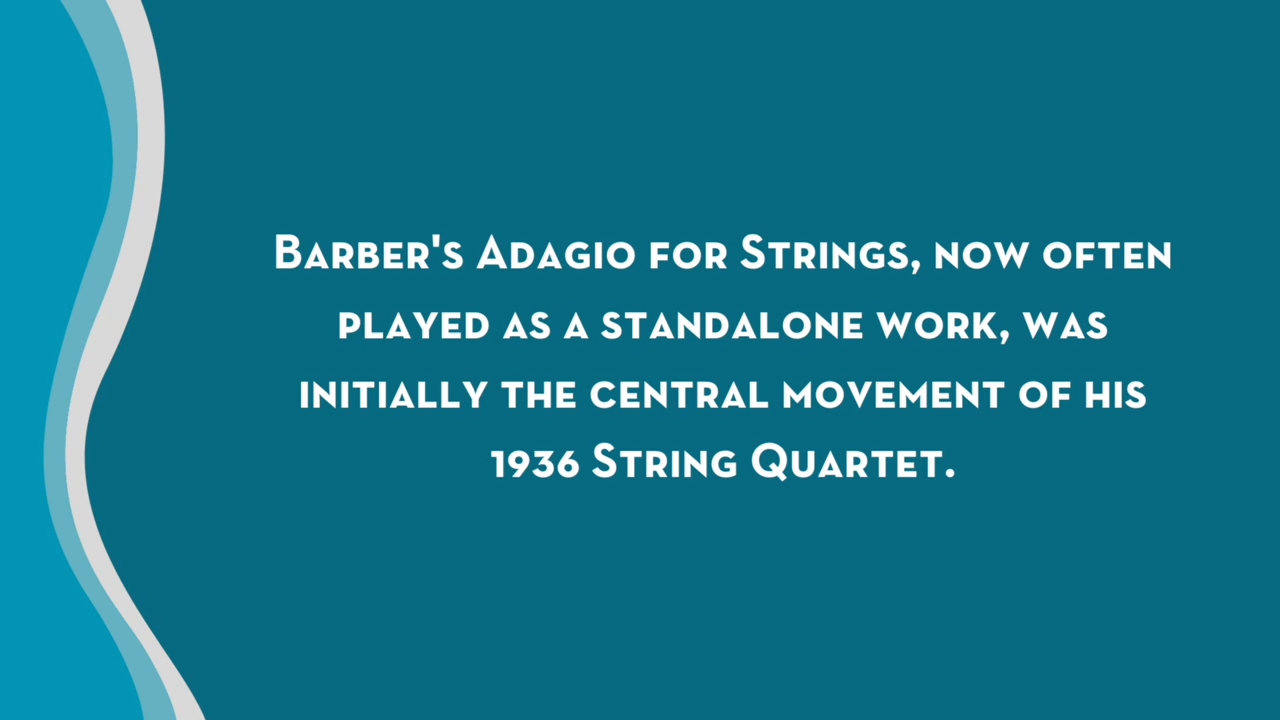 Barber's Adagio for Strings, now often
played as a standalone work, was
initially the central movement of his
1936 String Quartet.